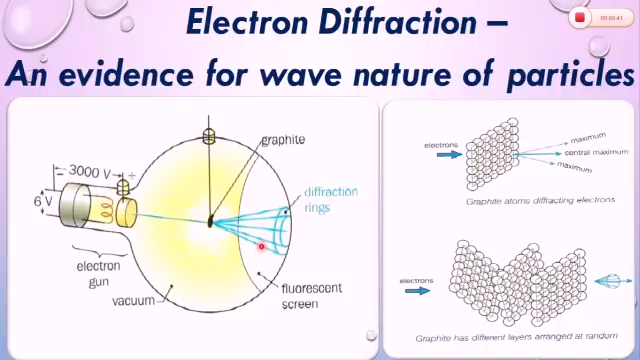 Electron Diffraction –
An evidence for wave nature of particles
00:00:41
graphite
– 3000 V +
6 V
diffraction
rings
electron
gun
vacuum
fluorescent
screen
electrons
maximum
central maximum
maximum
Graphite atoms diffracting electrons
electrons
Graphite has different layers arranged at random